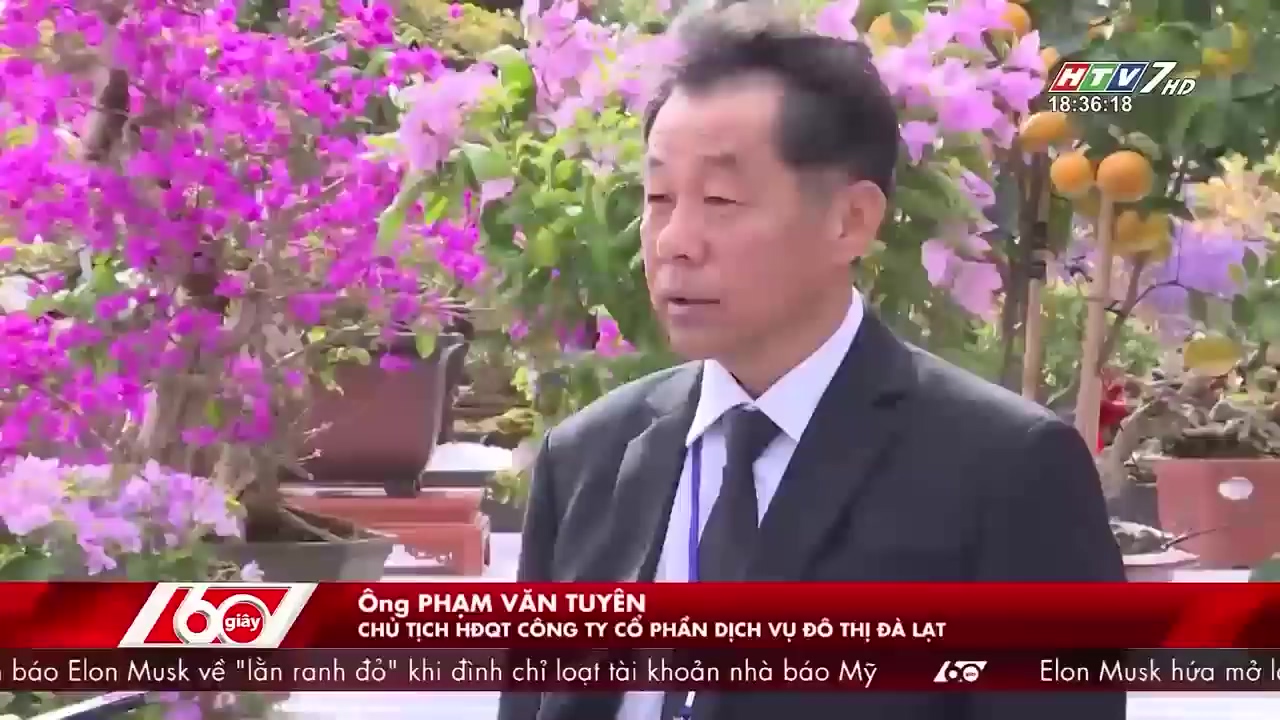 HTV7 HD
18:36:18
60 giây
Ông PHẠM VĂN TUYÊN
CHỦ TỊCH HĐQT CÔNG TY CỔ PHẦN DỊCH VỤ ĐÔ THỊ ĐÀ LẠT
báo Elon Musk về "lằn ranh đỏ" khi đình chỉ loạt tài khoản nhà báo Mỹ 60 Elon Musk hứa mở